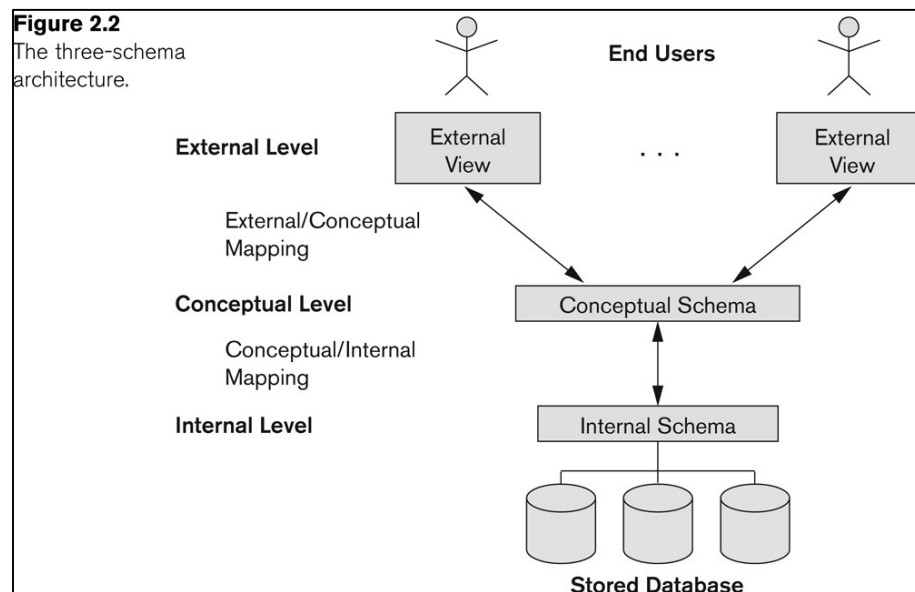 Figure 2.2
The three-schema
architecture.
End Users
External Level
External
View
. . .
External
View
External/Conceptual
Mapping
Conceptual Level
Conceptual Schema
Conceptual/Internal
Mapping
Internal Level
Internal Schema
Stored Database